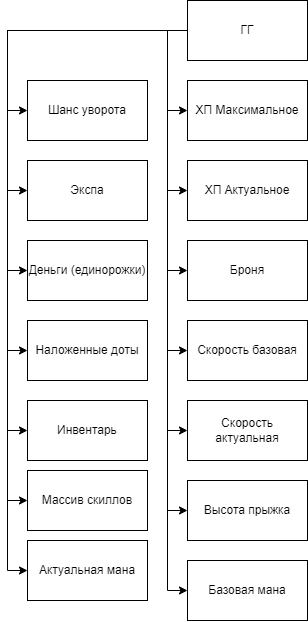 ГГ
Шанс уворота
ХП Максимальное
Экспа
ХП Актуальное
Деньги (единорожки)
Броня
Наложенные доты
Скорость базовая
Инвентарь
Скорость
актуальная
Массив скиллов
Высота прыжка
Актуальная мана
Базовая мана